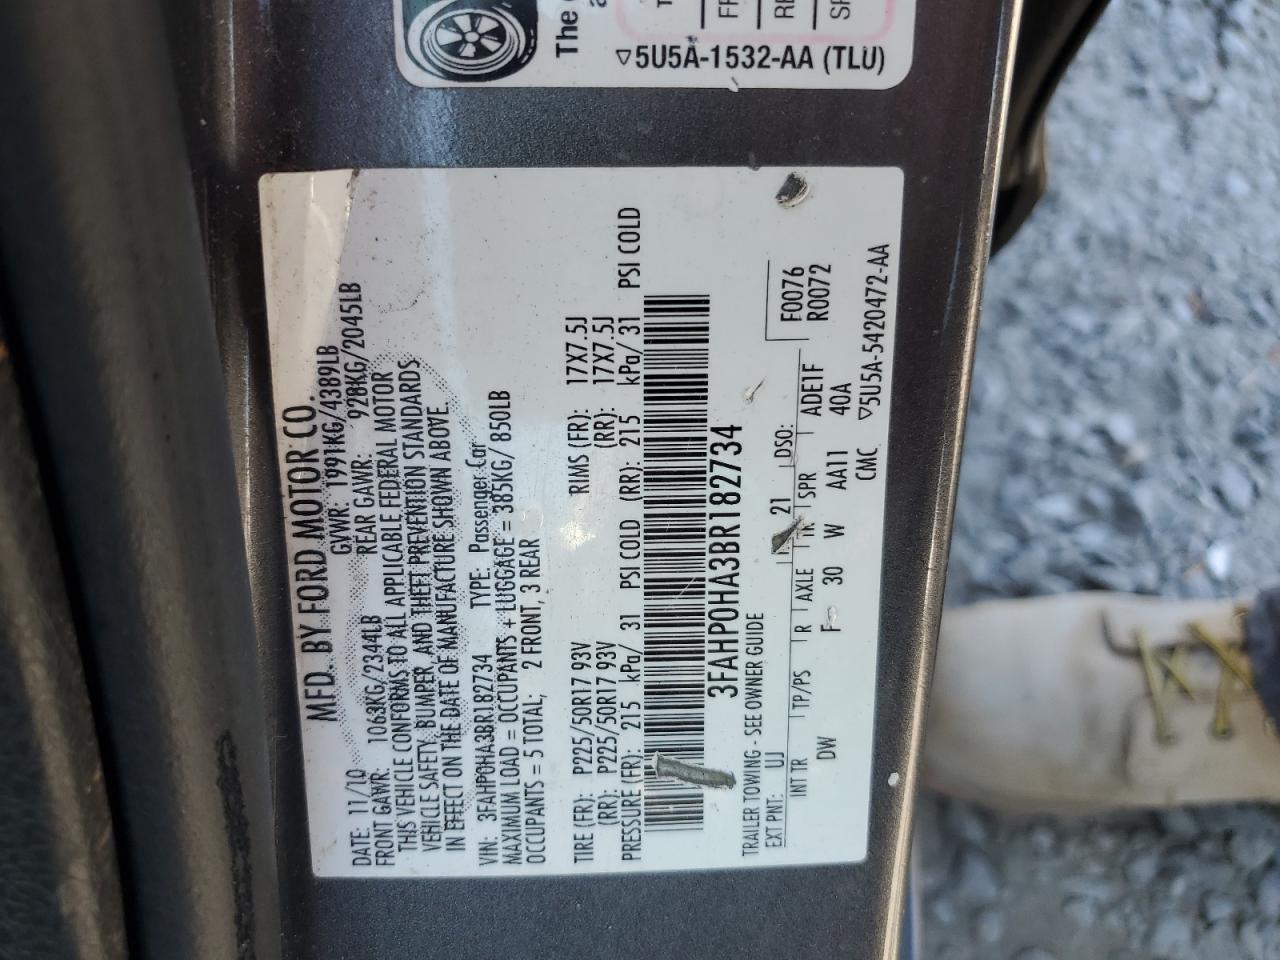 The
▽5U5A-1532-AA (TLU)
MFD. BY FORD MOTOR CO.
DATE: 11/10 GVWR: 1991KG/4389LB
FRONT GAWR: 1063KG/2344LB REAR GAWR: 928KG/2045LB
THIS VEHICLE CONFORMS TO ALL APPLICABLE FEDERAL MOTOR
VEHICLE SAFETY, BUMPER, AND THEFT PREVENTION STANDARDS
IN EFFECT ON THE DATE OF MANUFACTURE SHOWN ABOVE.
VIN: 3FAHP0HA3BR182734 TYPE: Passenger Car
MAXIMUM LOAD = OCCUPANTS + LUGGAGE = 385KG/850LB
OCCUPANTS = 5 TOTAL; 2 FRONT, 3 REAR
TIRE (FR): P225/50R17 93V RIMS (FR): 17X7.5J
(RR): P225/50R17 93V (RR): 17X7.5J
PRESSURE (FR): 215 kPa/ 31 PSI COLD (RR): 215 kPa/ 31 PSI COLD
3FAHP0HA3BR182734
TRAILER TOWING - SEE OWNER GUIDE F0076
EXT PNT: UJ 21 DSO: R0072
INT TR TP/PS R AXLE TR SPR ADE1F
DW F 30 W AA11 40A
CMC ▽5U5A-5420472-AA